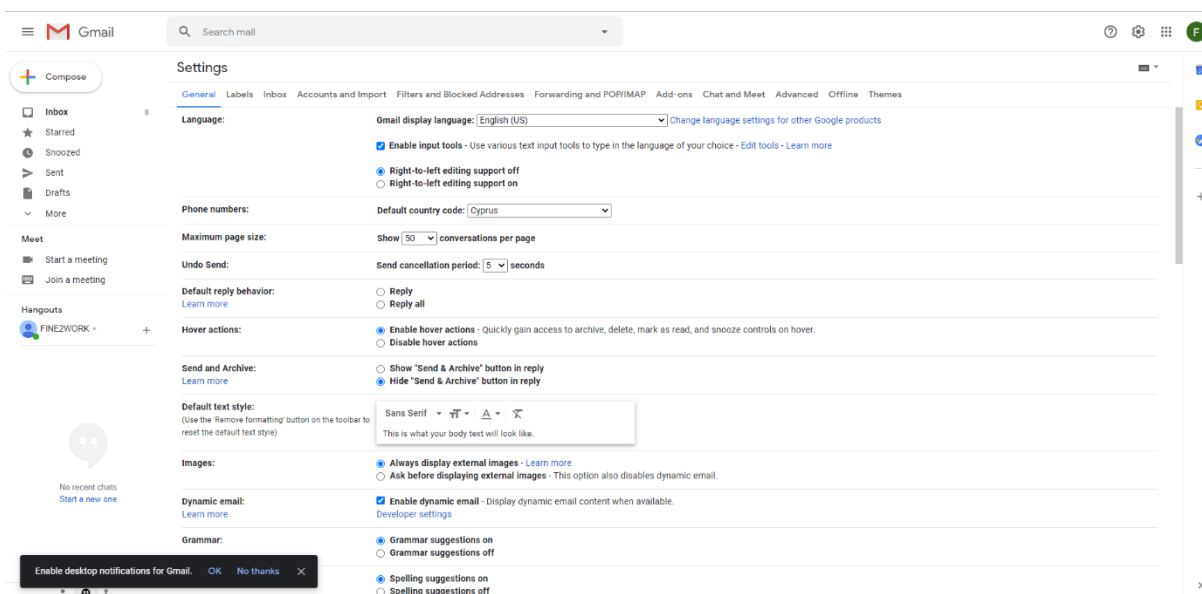 Gmail
Search mail
F
Compose
Settings
General Labels Inbox Accounts and Import Filters and Blocked Addresses Forwarding and POP/IMAP Add-ons Chat and Meet Advanced Offline Themes
Inbox 8
Starred
Snoozed
Sent
Drafts
More
Meet
Start a meeting
Join a meeting
Hangouts
FINE2WORK
No recent chats
Start a new one
Language:
Gmail display language: English (US) Change language settings for other Google products
Enable input tools - Use various text input tools to type in the language of your choice - Edit tools - Learn more
Right-to-left editing support off
Right-to-left editing support on
Phone numbers:
Default country code: Cyprus
Maximum page size:
Show 50 conversations per page
Undo Send:
Send cancellation period: 5 seconds
Default reply behavior:
Learn more
Reply
Reply all
Hover actions:
Enable hover actions - Quickly gain access to archive, delete, mark as read, and snooze controls on hover.
Disable hover actions
Send and Archive:
Learn more
Show "Send & Archive" button in reply
Hide "Send & Archive" button in reply
Default text style:
(Use the 'Remove formatting' button on the toolbar to
reset the default text style)
Sans Serif
This is what your body text will look like.
Images:
Always display external images - Learn more
Ask before displaying external images - This option also disables dynamic email.
Dynamic email:
Learn more
Enable dynamic email - Display dynamic email content when available.
Developer settings
Grammar:
Grammar suggestions on
Grammar suggestions off
Spelling suggestions on
Spelling suggestions off
Enable desktop notifications for Gmail. OK No thanks